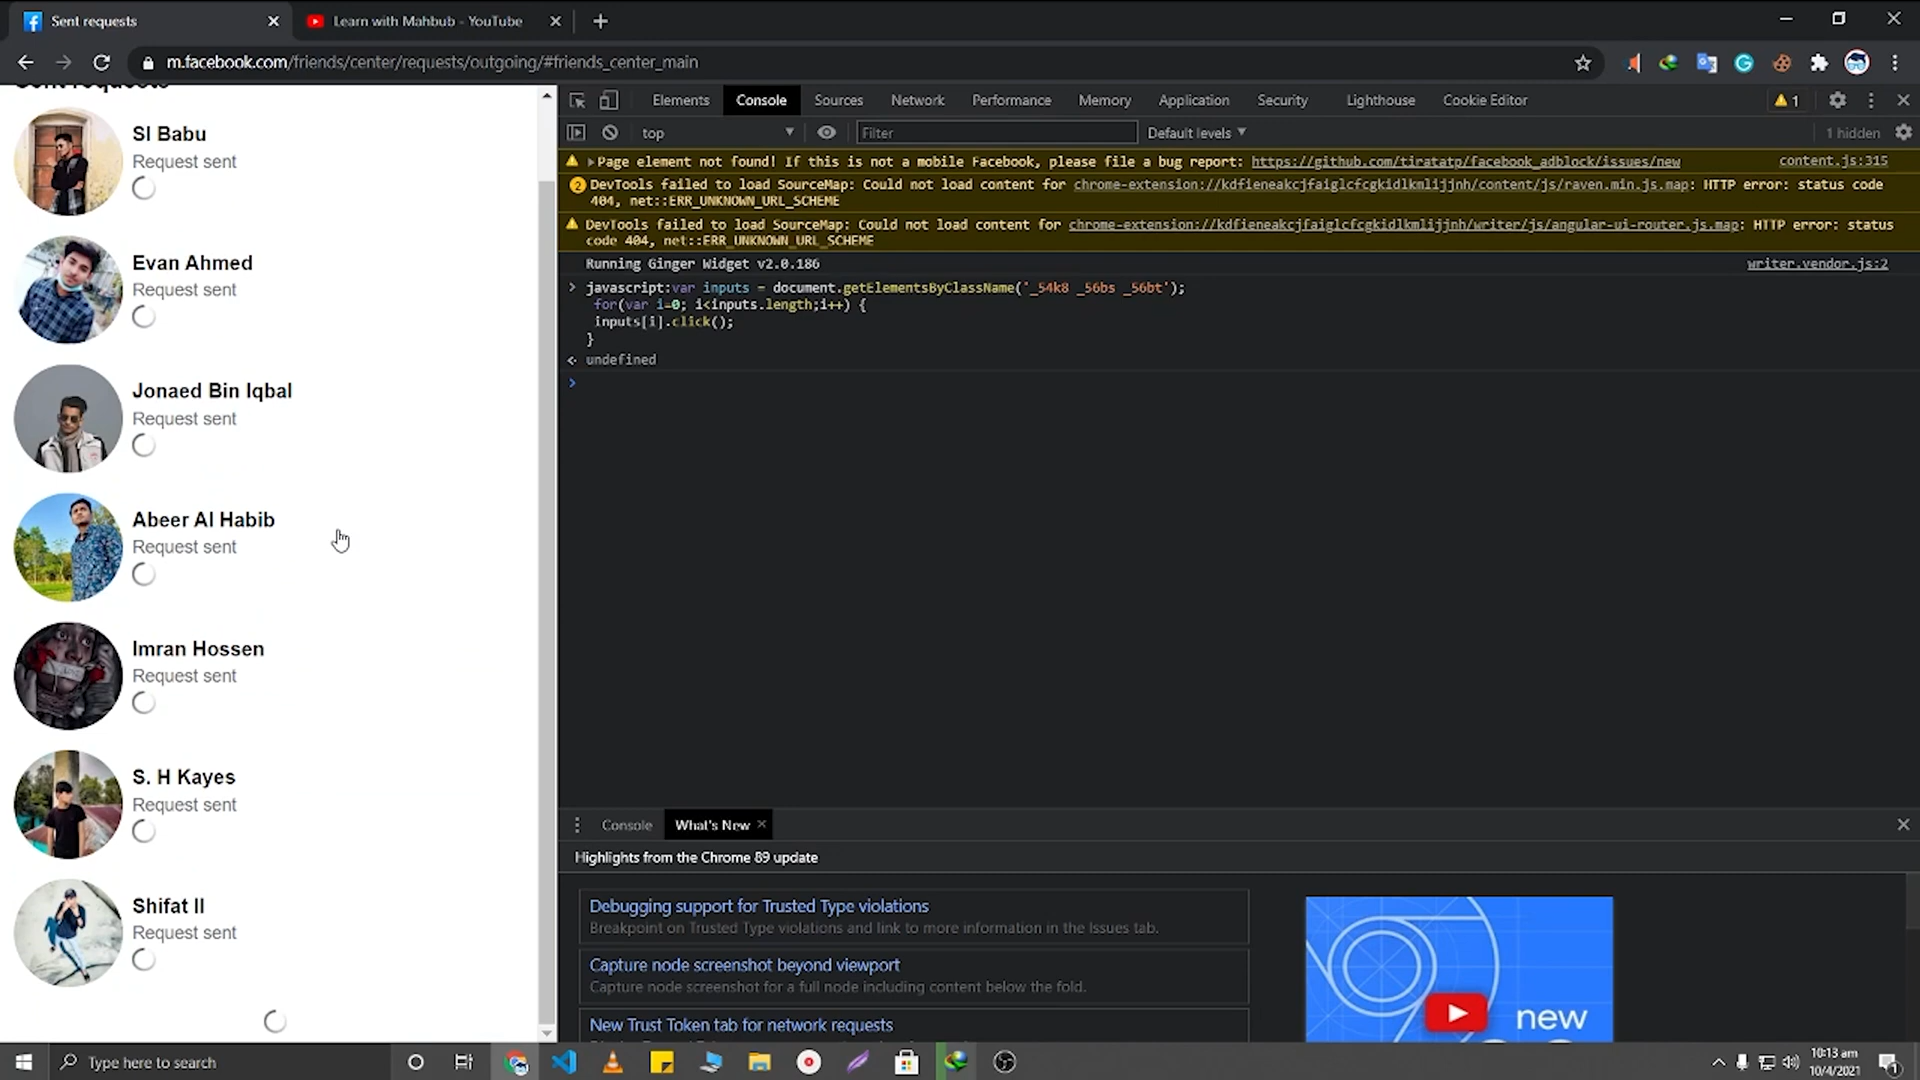 Sent requests
Learn with Mahbub - YouTube
m.facebook.com/friends/center/requests/outgoing/#friends_center_main
Sent requests
SI Babu
Request sent
Evan Ahmed
Request sent
Jonaed Bin Iqbal
Request sent
Abeer Al Habib
Request sent
Imran Hossen
Request sent
S. H Kayes
Request sent
Shifat II
Request sent
Elements Console Sources Network Performance Memory Application Security Lighthouse Cookie Editor 1
top Filter Default levels 1 hidden
Page element not found! If this is not a mobile Facebook, please file a bug report: https://github.com/tiratatp/facebook_adblock/issues/new content.js:315
2 DevTools failed to load SourceMap: Could not load content for chrome-extension://kdfieneakcjfaiglcfcgkidlkmlijjnh/content/js/raven.min.js.map: HTTP error: status code
404, net::ERR_UNKNOWN_URL_SCHEME
DevTools failed to load SourceMap: Could not load content for chrome-extension://kdfieneakcjfaiglcfcgkidlkmlijjnh/writer/js/angular-ui-router.js.map: HTTP error: status
code 404, net::ERR_UNKNOWN_URL_SCHEME
Running Ginger Widget v2.0.186 writer.vendor.js:2
javascript:var inputs = document.getElementsByClassName('_54k8 _56bs _56bt');
for(var i=0; i<inputs.length;i++) {
inputs[i].click();
}
undefined
Console What's New
Highlights from the Chrome 89 update
Debugging support for Trusted Type violations
Breakpoint on Trusted Type violations and link to more information in the Issues tab.
Capture node screenshot beyond viewport
Capture node screenshot for a full node including content below the fold.
New Trust Token tab for network requests
new
Type here to search
10:13 am
10/4/2021
1